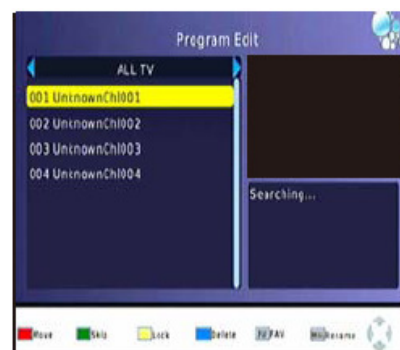 Program Edit
ALL TV
001 UnknownChl001
002 UnknownChl002
003 UnknownChl003
004 UnknownChl004
Searching...
Move Skip Lock Delete FAV Rename